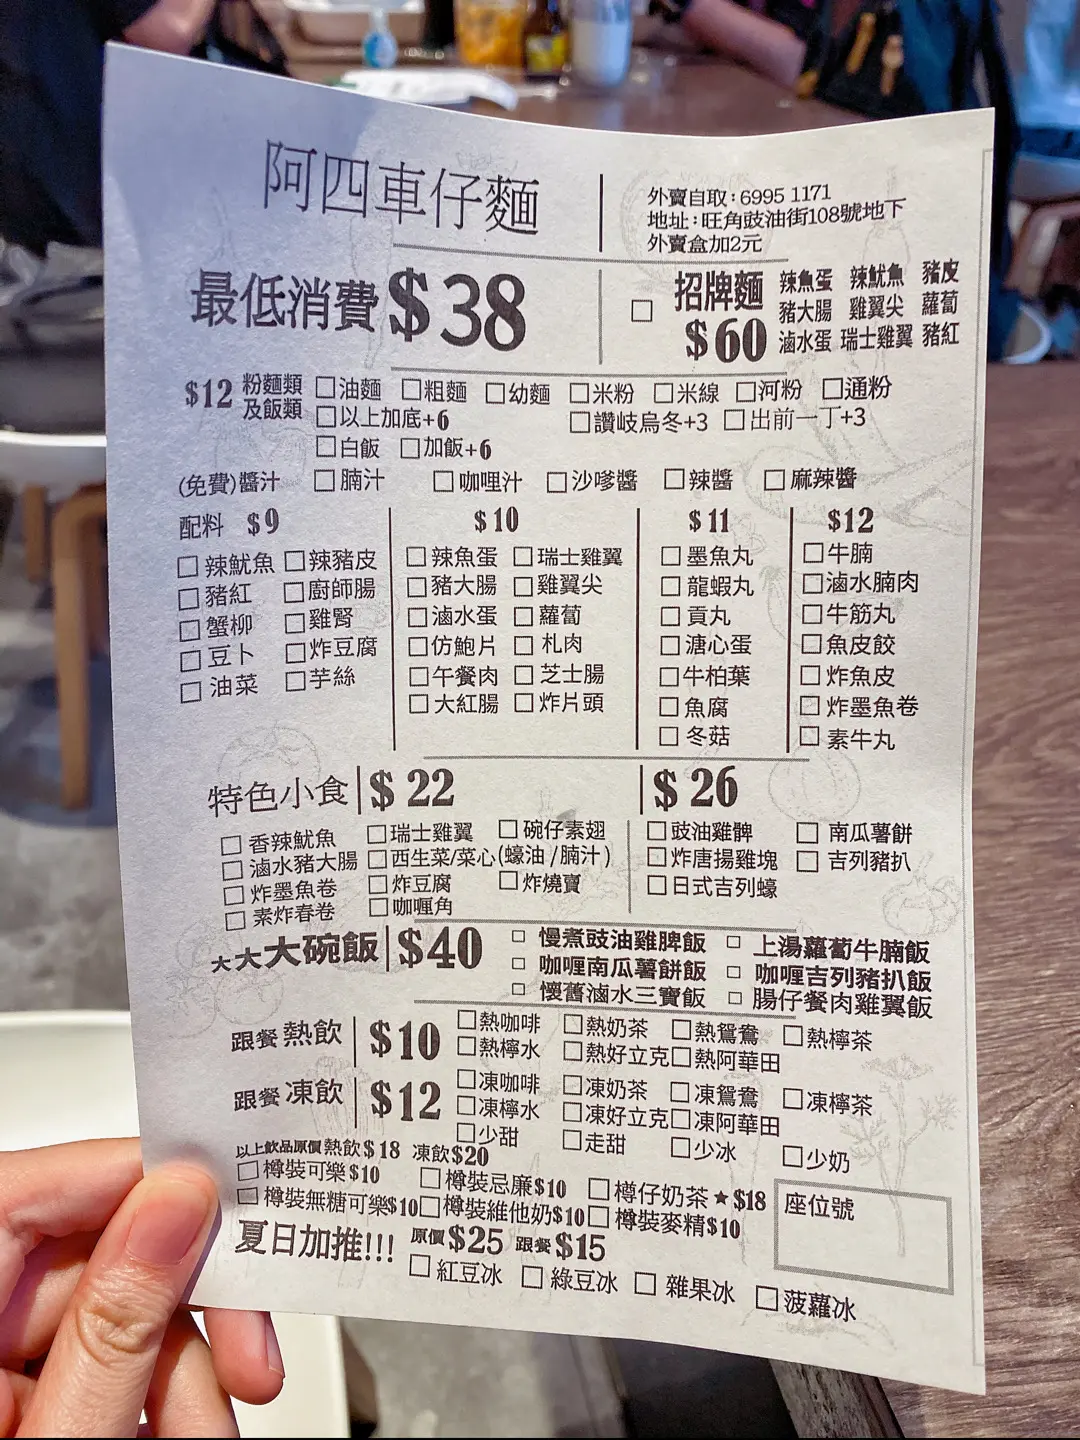 阿四車仔麵
外賣自取：6995 1171
地址：旺角豉油街108號地下
外賣盒加2元
最低消費$38
□ 招牌麵 $60
辣魚蛋 辣魷魚 豬皮
豬大腸 雞翼尖 蘿蔔
滷水蛋 瑞士雞翼 豬紅
$12 粉麵類及飯類 □油麵 □粗麵 □幼麵 □米粉 □米線 □河粉 □通粉
□以上加底+6 □讚岐烏冬+3 □出前一丁+3
□白飯 □加飯+6
(免費)醬汁 □腩汁 □咖哩汁 □沙嗲醬 □辣醬 □麻辣醬
配料 $9
□辣魷魚 □辣豬皮
□豬紅 □廚師腸
□蟹柳 □雞腎
□豆卜 □炸豆腐
□油菜 □芋絲
$10
□辣魚蛋 □瑞士雞翼
□豬大腸 □雞翼尖
□滷水蛋 □蘿蔔
□仿鮑片 □札肉
□午餐肉 □芝士腸
□大紅腸 □炸片頭
$11
□墨魚丸
□龍蝦丸
□貢丸
□溏心蛋
□牛柏葉
□魚腐
□冬菇
$12
□牛腩
□滷水腩肉
□牛筋丸
□魚皮餃
□炸魚皮
□炸墨魚卷
□素牛丸
特色小食 $22
□香辣魷魚 □瑞士雞翼 □碗仔素翅
□滷水豬大腸 □西生菜/菜心(蠔油/腩汁)
□炸墨魚卷 □炸豆腐 □炸燒賣
□素炸春卷 □咖喱角
$26
□豉油雞髀 □南瓜薯餅
□炸唐揚雞塊 □吉列豬扒
□日式吉列蠔
大大大碗飯 $40
□慢煮豉油雞脾飯 □上湯蘿蔔牛腩飯
□咖喱南瓜薯餅飯 □咖喱吉列豬扒飯
□懷舊滷水三寶飯 □腸仔餐肉雞翼飯
跟餐熱飲 $10
□熱咖啡 □熱奶茶 □熱鴛鴦 □熱檸茶
□熱檸水 □熱好立克 □熱阿華田
跟餐凍飲 $12
□凍咖啡 □凍奶茶 □凍鴛鴦 □凍檸茶
□凍檸水 □凍好立克 □凍阿華田
□少甜 □走甜 □少冰 □少奶
以上飲品原價熱飲$18 凍飲$20
□樽裝可樂$10 □樽裝忌廉$10 □樽仔奶茶★$18
□樽裝無糖可樂$10 □樽裝維他奶$10 □樽裝麥精$10
座位號
夏日加推!!! 原價$25 跟餐$15
□紅豆冰 □綠豆冰 □雜果冰 □菠蘿冰